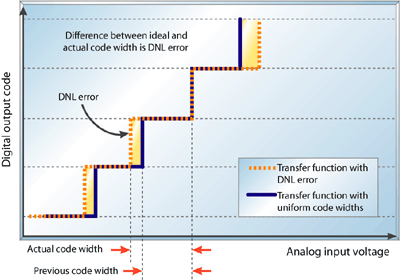 Difference between ideal and
actual code width is DNL error
DNL error
Digital output code
Transfer function with
DNL error
Transfer function with
uniform code widths
Actual code width
Analog input voltage
Previous code width